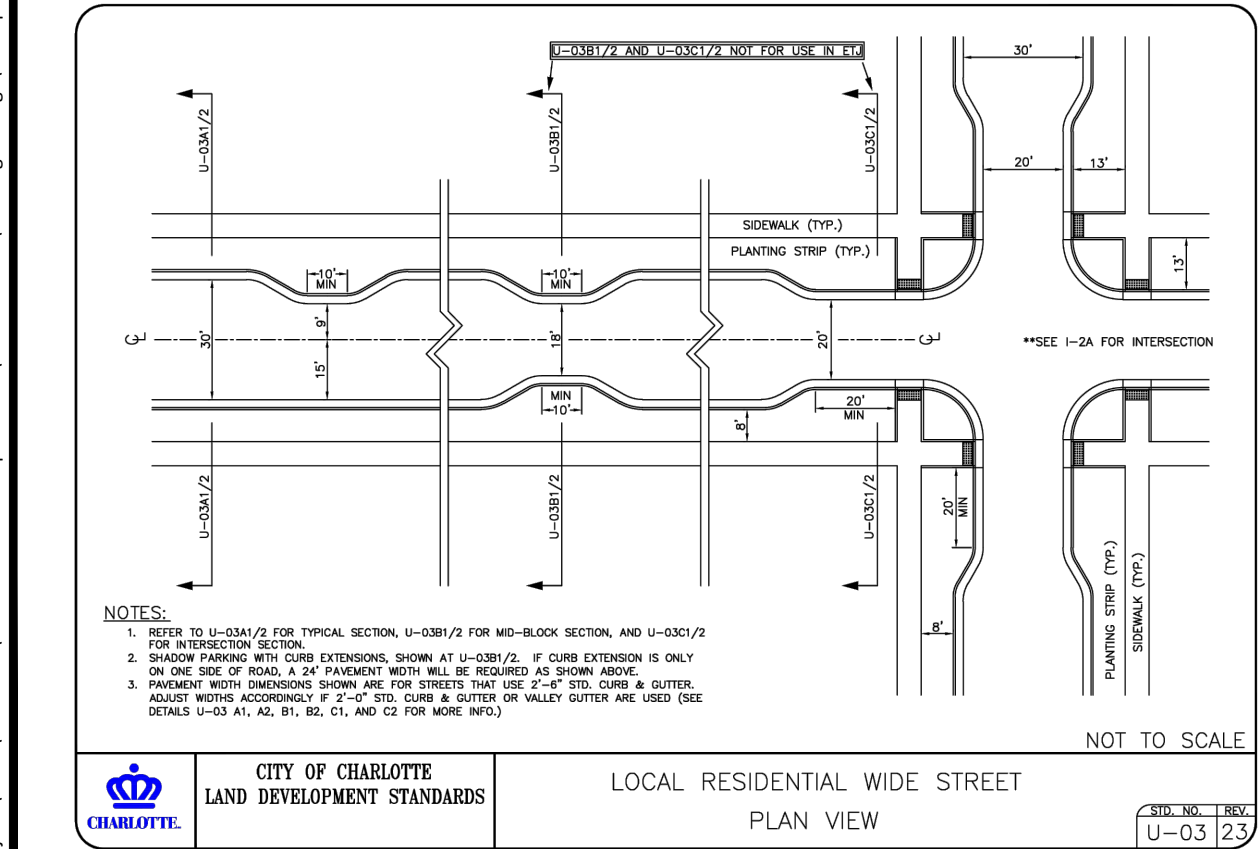 U-03B1/2 AND U-03C1/2 NOT FOR USE IN ETJ
30'
U-03A1/2
U-03B1/2
U-03C1/2
20'
13'
SIDEWALK (TYP.)
PLANTING STRIP (TYP.)
10'
MIN
10'
MIN
13'
9'
30'
15'
18'
20'
**SEE I-2A FOR INTERSECTION
MIN
10'
20'
MIN
8'
U-03A1/2
U-03B1/2
U-03C1/2
20'
MIN
8'
PLANTING STRIP (TYP.)
SIDEWALK (TYP.)
NOTES:
1. REFER TO U-03A1/2 FOR TYPICAL SECTION, U-03B1/2 FOR MID-BLOCK SECTION, AND U-03C1/2
FOR INTERSECTION SECTION.
2. SHADOW PARKING WITH CURB EXTENSIONS, SHOWN AT U-03B1/2. IF CURB EXTENSION IS ONLY
ON ONE SIDE OF ROAD, A 24' PAVEMENT WIDTH WILL BE REQUIRED AS SHOWN ABOVE.
3. PAVEMENT WIDTH DIMENSIONS SHOWN ARE FOR STREETS THAT USE 2'-6" STD. CURB & GUTTER.
ADJUST WIDTHS ACCORDINGLY IF 2'-0" STD. CURB & GUTTER OR VALLEY GUTTER ARE USED (SEE
DETAILS U-03 A1, A2, B1, B2, C1, AND C2 FOR MORE INFO.)
NOT TO SCALE
CHARLOTTE.
CITY OF CHARLOTTE
LAND DEVELOPMENT STANDARDS
LOCAL RESIDENTIAL WIDE STREET
PLAN VIEW
STD. NO. REV.
U-03 23